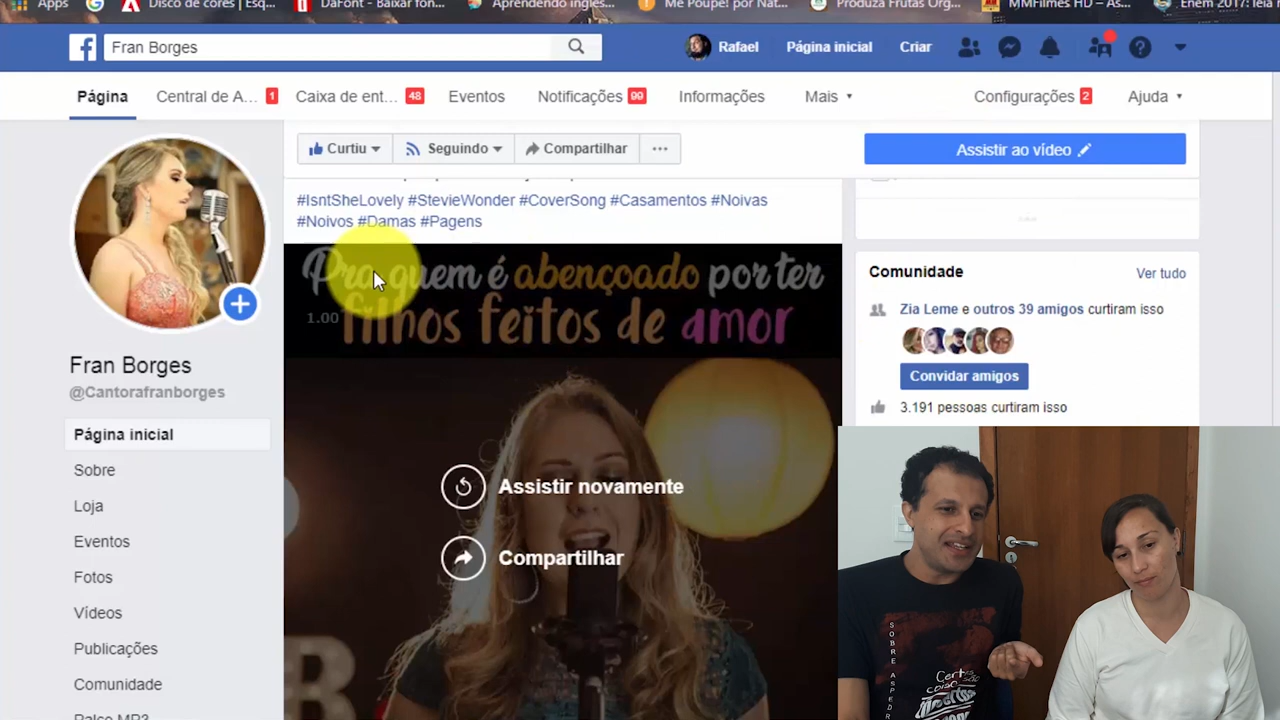 Apps
Disco de cores | Esq...
DaFont - Baixar fon...
Aprendendo inglês...
Me Poupe! por Nat...
Produza Frutas Org...
MMFilmes HD – As...
Enem 2017: leia r
Fran Borges
Rafael
Página inicial
Criar
Página
Central de A... 1
Caixa de ent... 48
Eventos
Notificações 99
Informações
Mais
Configurações 2
Ajuda
Curtiu
Seguindo
Compartilhar
Assistir ao vídeo
#IsntSheLovely #StevieWonder #CoverSong #Casamentos #Noivas
#Noivos #Damas #Pagens
Pra quem é abençoado por ter
1.00
filhos feitos de amor
Assistir novamente
Compartilhar
Comunidade
Ver tudo
Zia Leme e outros 39 amigos curtiram isso
Convidar amigos
3.191 pessoas curtiram isso
Fran Borges
@Cantorafranborges
Página inicial
Sobre
Loja
Eventos
Fotos
Vídeos
Publicações
Comunidade
Palco MP3
SOBRE ASPEDR